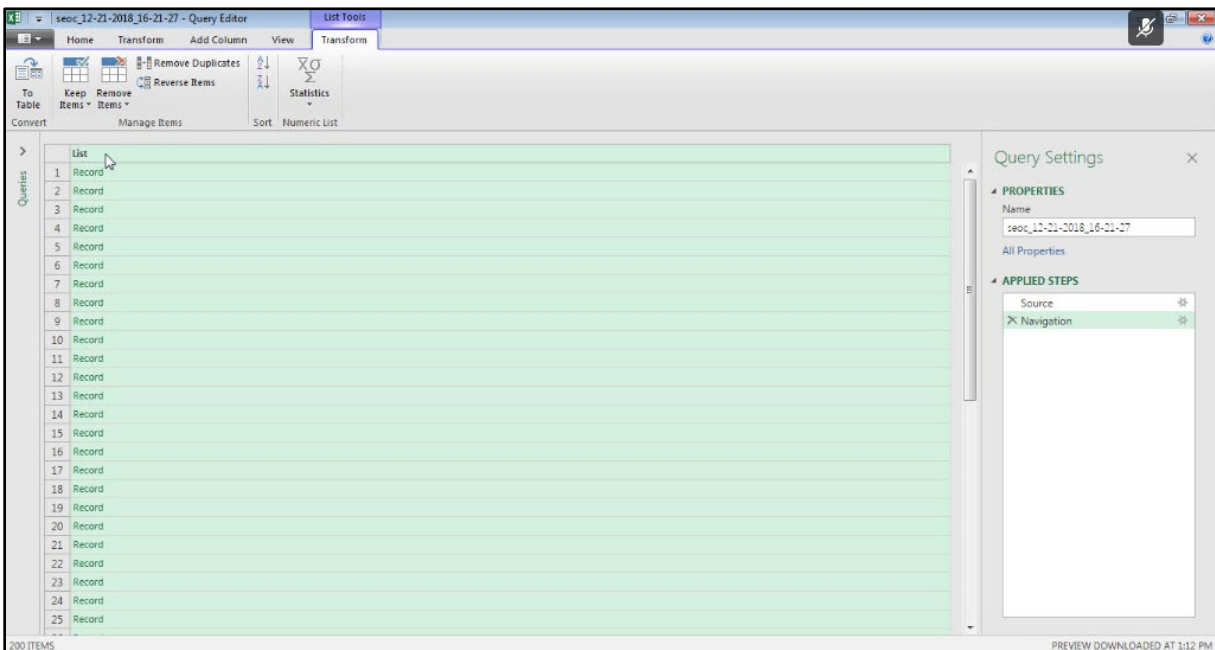 seoc_12-21-2018_16-21-27 - Query Editor
List Tools
Home Transform Add Column View Transform
To Table
Keep Items
Remove Items
Remove Duplicates
Reverse Items
Statistics
Convert Manage Items Sort Numeric List
Queries
List
1 Record
2 Record
3 Record
4 Record
5 Record
6 Record
7 Record
8 Record
9 Record
10 Record
11 Record
12 Record
13 Record
14 Record
15 Record
16 Record
17 Record
18 Record
19 Record
20 Record
21 Record
22 Record
23 Record
24 Record
25 Record
Query Settings
PROPERTIES
Name
seoc_12-21-2018_16-21-27
All Properties
APPLIED STEPS
Source
Navigation
200 ITEMS
PREVIEW DOWNLOADED AT 1:12 PM